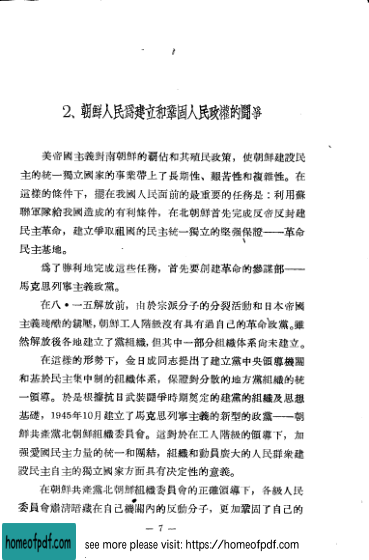 2、朝鮮人民爲建立和鞏固人民政權的鬪爭
美帝國主義對南朝鮮的霸佔和其殖民政策，使朝鮮建設民
主的統一獨立國家的事業帶上了長期性、艱苦性和複雜性。在
這樣的條件下，擺在我國人民面前的最重要的任務是：利用蘇
聯軍隊給我國造成的有利條件，在北朝鮮首先完成反帝反封建
民主革命，建立爭取祖國的民主統一獨立的堅强保證——革命
民主基地。
爲了勝利地完成這些任務，首先要創建革命的參謀部——
馬克思列寧主義政黨。
在八·一五解放前，由於宗派分子的分裂活動和日本帝國
主義殘酷的鎮壓，朝鮮工人階級沒有具有過自己的革命政黨。雖
然解放後各地建立了黨組織，但其中一部分組織体系尙未建立。
在這樣的形勢下，金日成同志提出了建立黨中央領導機關
和基於民主集中制的組織体系，保證對分散的地方黨組織的統
一領導。於是根據抗日武裝鬪爭時期奠定的建黨的組織及思想
基礎，1945年10月建立了馬克思列寧主義的新型的政黨——朝
鮮共產黨北朝鮮組織委員會。這對於在工人階級的領導下，加
强愛國民主力量的統一和團結，組織和動員廣大的人民群衆建
設民主自主的獨立國家方面具有決定性的意義。
在朝鮮共產黨北朝鮮組織委員會的正確領導下，各級人民
委員會肅清暗藏在自己機關內的反動分子，更加鞏固了自己的
— 7 —
homeofpdf.com
see more please visit: https://homeofpdf.com